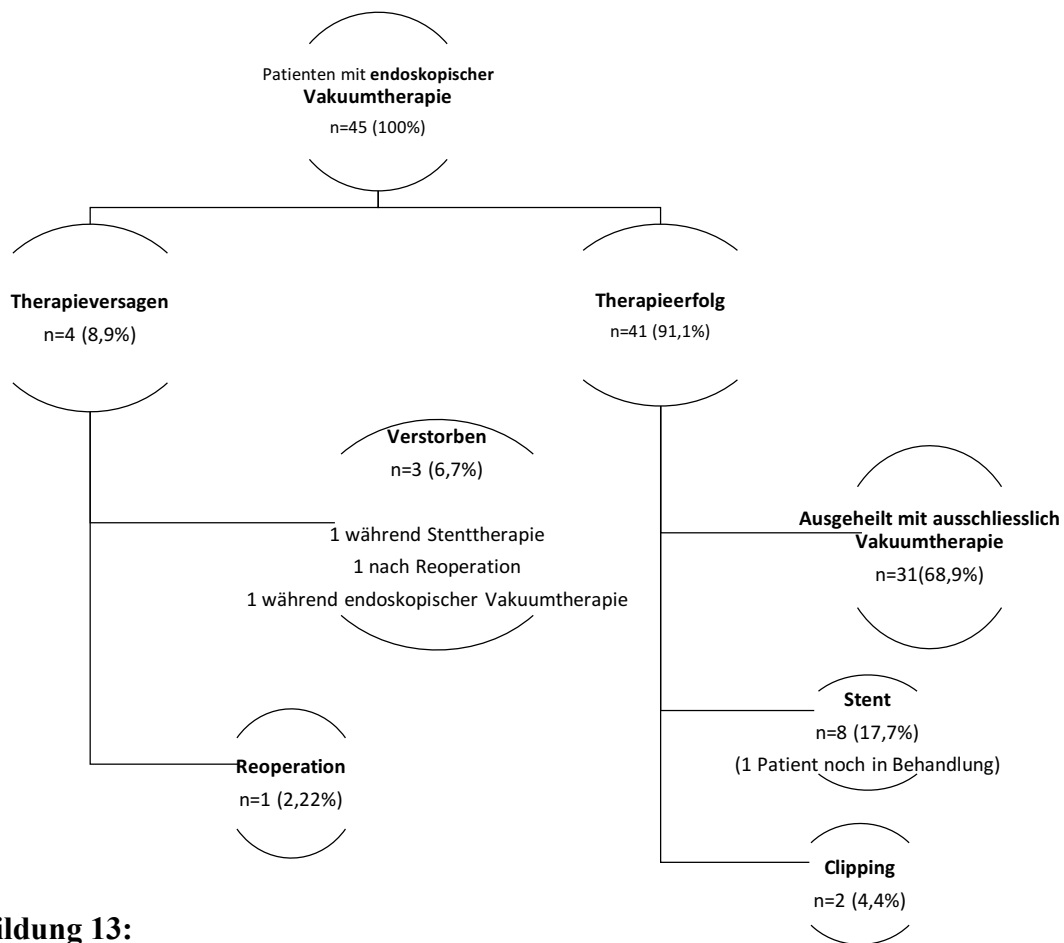 Patienten mit endoskopischer
Vakuumtherapie
n=45 (100%)
Therapieversagen
n=4 (8,9%)
Therapieerfolg
n=41 (91,1%)
Verstorben
n=3 (6,7%)
1 während Stenttherapie
1 nach Reoperation
1 während endoskopischer Vakuumtherapie
Ausgeheilt mit ausschliesslich
Vakuumtherapie
n=31(68,9%)
Stent
n=8 (17,7%)
(1 Patient noch in Behandlung)
Reoperation
n=1 (2,22%)
Clipping
n=2 (4,4%)
ildung 13: